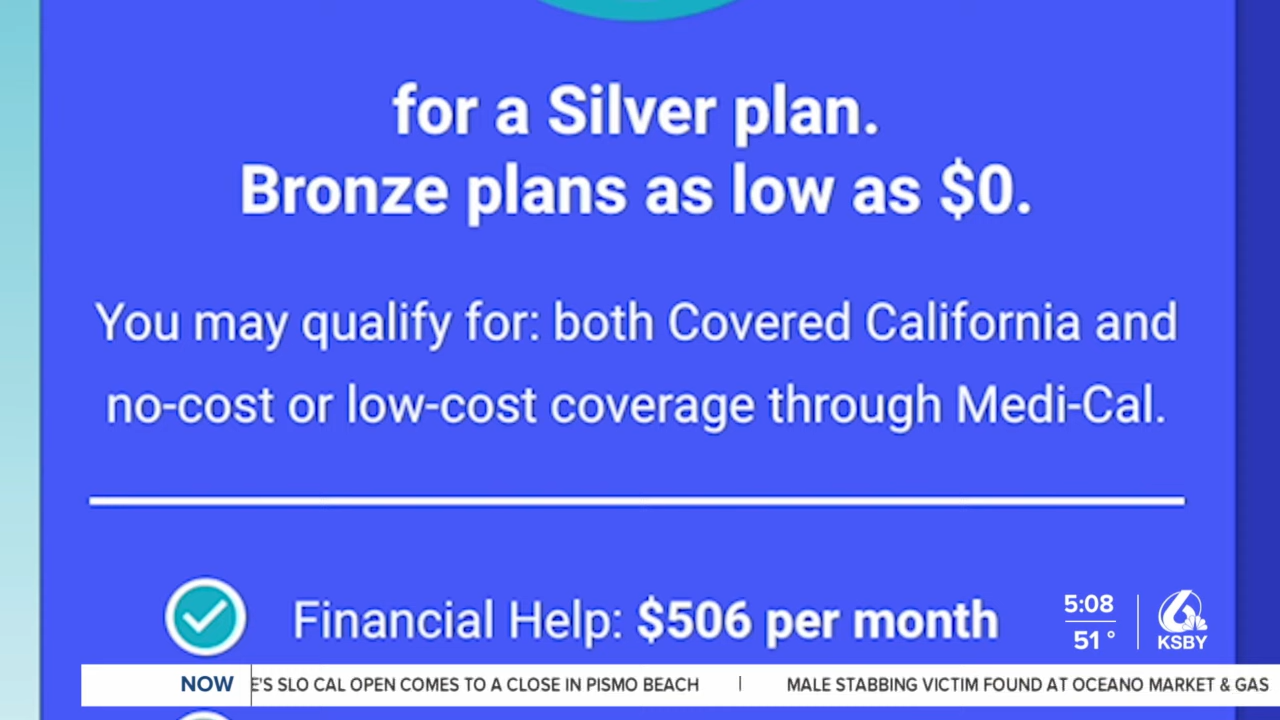 for a Silver plan.
Bronze plans as low as $0.
You may qualify for: both Covered California and
no-cost or low-cost coverage through Medi-Cal.
Financial Help: $506 per month
5:08
51 °
6
KSBY
NOW
E'S SLO CAL OPEN COMES TO A CLOSE IN PISMO BEACH | MALE STABBING VICTIM FOUND AT OCEANO MARKET & GAS